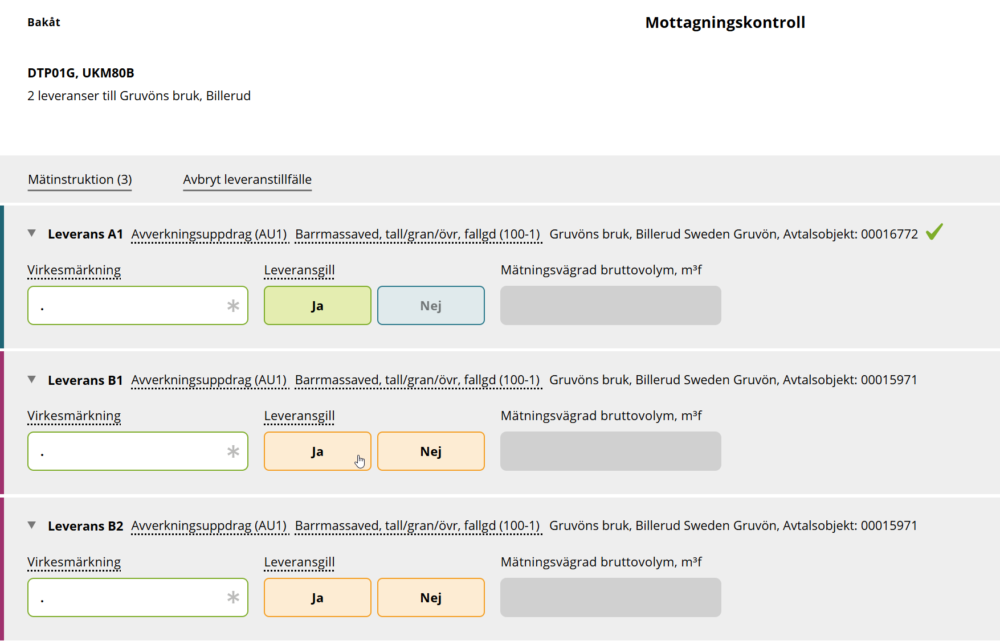 Bakåt
Mottagningskontroll
DTP01G, UKM80B
2 leveranser till Gruvöns bruk, Billerud
Mätinstruktion (3) Avbryt leveranstillfälle
Leverans A1 Avverkningsuppdrag (AU1) Barrmassaved, tall/gran/övr, fallgd (100-1) Gruvöns bruk, Billerud Sweden Gruvön, Avtalsobjekt: 00016772
Virkesmärkning Leveransgill Mätningsvägrad bruttovolym, m³f
. * Ja Nej
Leverans B1 Avverkningsuppdrag (AU1) Barrmassaved, tall/gran/övr, fallgd (100-1) Gruvöns bruk, Billerud Sweden Gruvön, Avtalsobjekt: 00015971
Virkesmärkning Leveransgill Mätningsvägrad bruttovolym, m³f
. * Ja Nej
Leverans B2 Avverkningsuppdrag (AU1) Barrmassaved, tall/gran/övr, fallgd (100-1) Gruvöns bruk, Billerud Sweden Gruvön, Avtalsobjekt: 00015971
Virkesmärkning Leveransgill Mätningsvägrad bruttovolym, m³f
. * Ja Nej